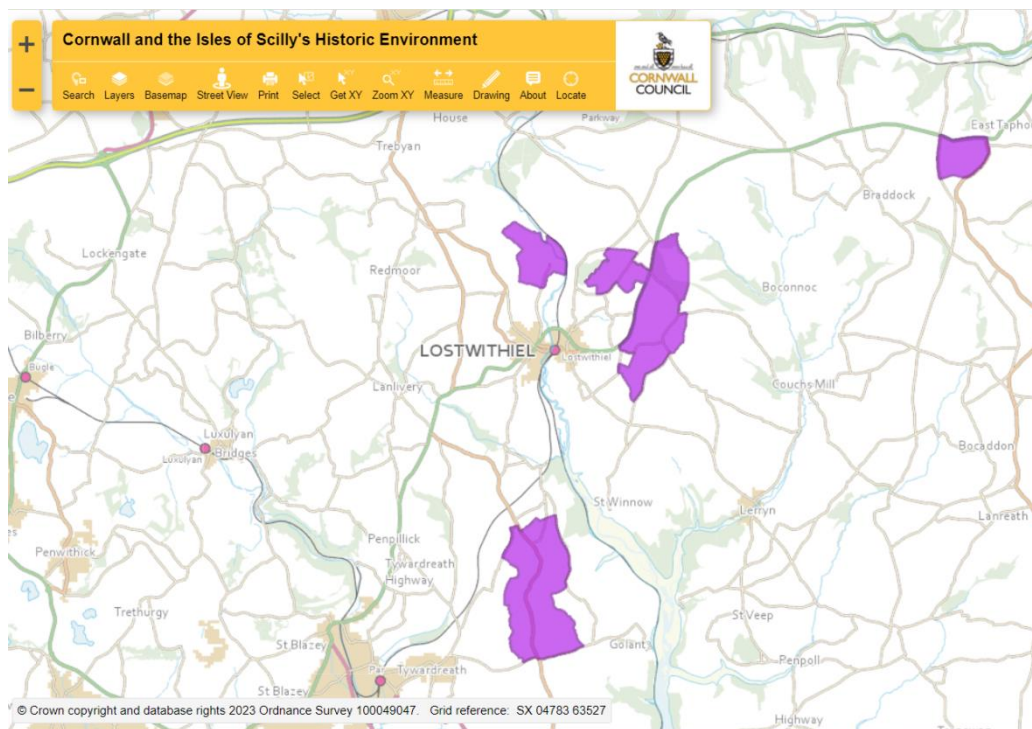 Cornwall and the Isles of Scilly's Historic Environment
+
−
Search Layers Basemap Street View Print Select Get XY Zoom XY Measure Drawing About Locate
CORNWALL
COUNCIL
House
Parkway
Trebyan
East Taphou
Braddock
Lockengate
Redmoor
Boconnoc
Bilberry
Bugle
LOSTWITHIEL
Lostwithiel
Lanlivery
Couchs Mill
Luxulyan
Luxulyan
Bridges
Bocaddon
St Winnow
Lerryn
Lanreath
Penwithick
Penpillick
Tywardreath
Highway
Trethurgy
St Veep
St Blazey
Golant
Penpoll
Par
Tywardreath
St Blazey
Highway
© Crown copyright and database rights 2023 Ordnance Survey 100049047. Grid reference: SX 04783 63527